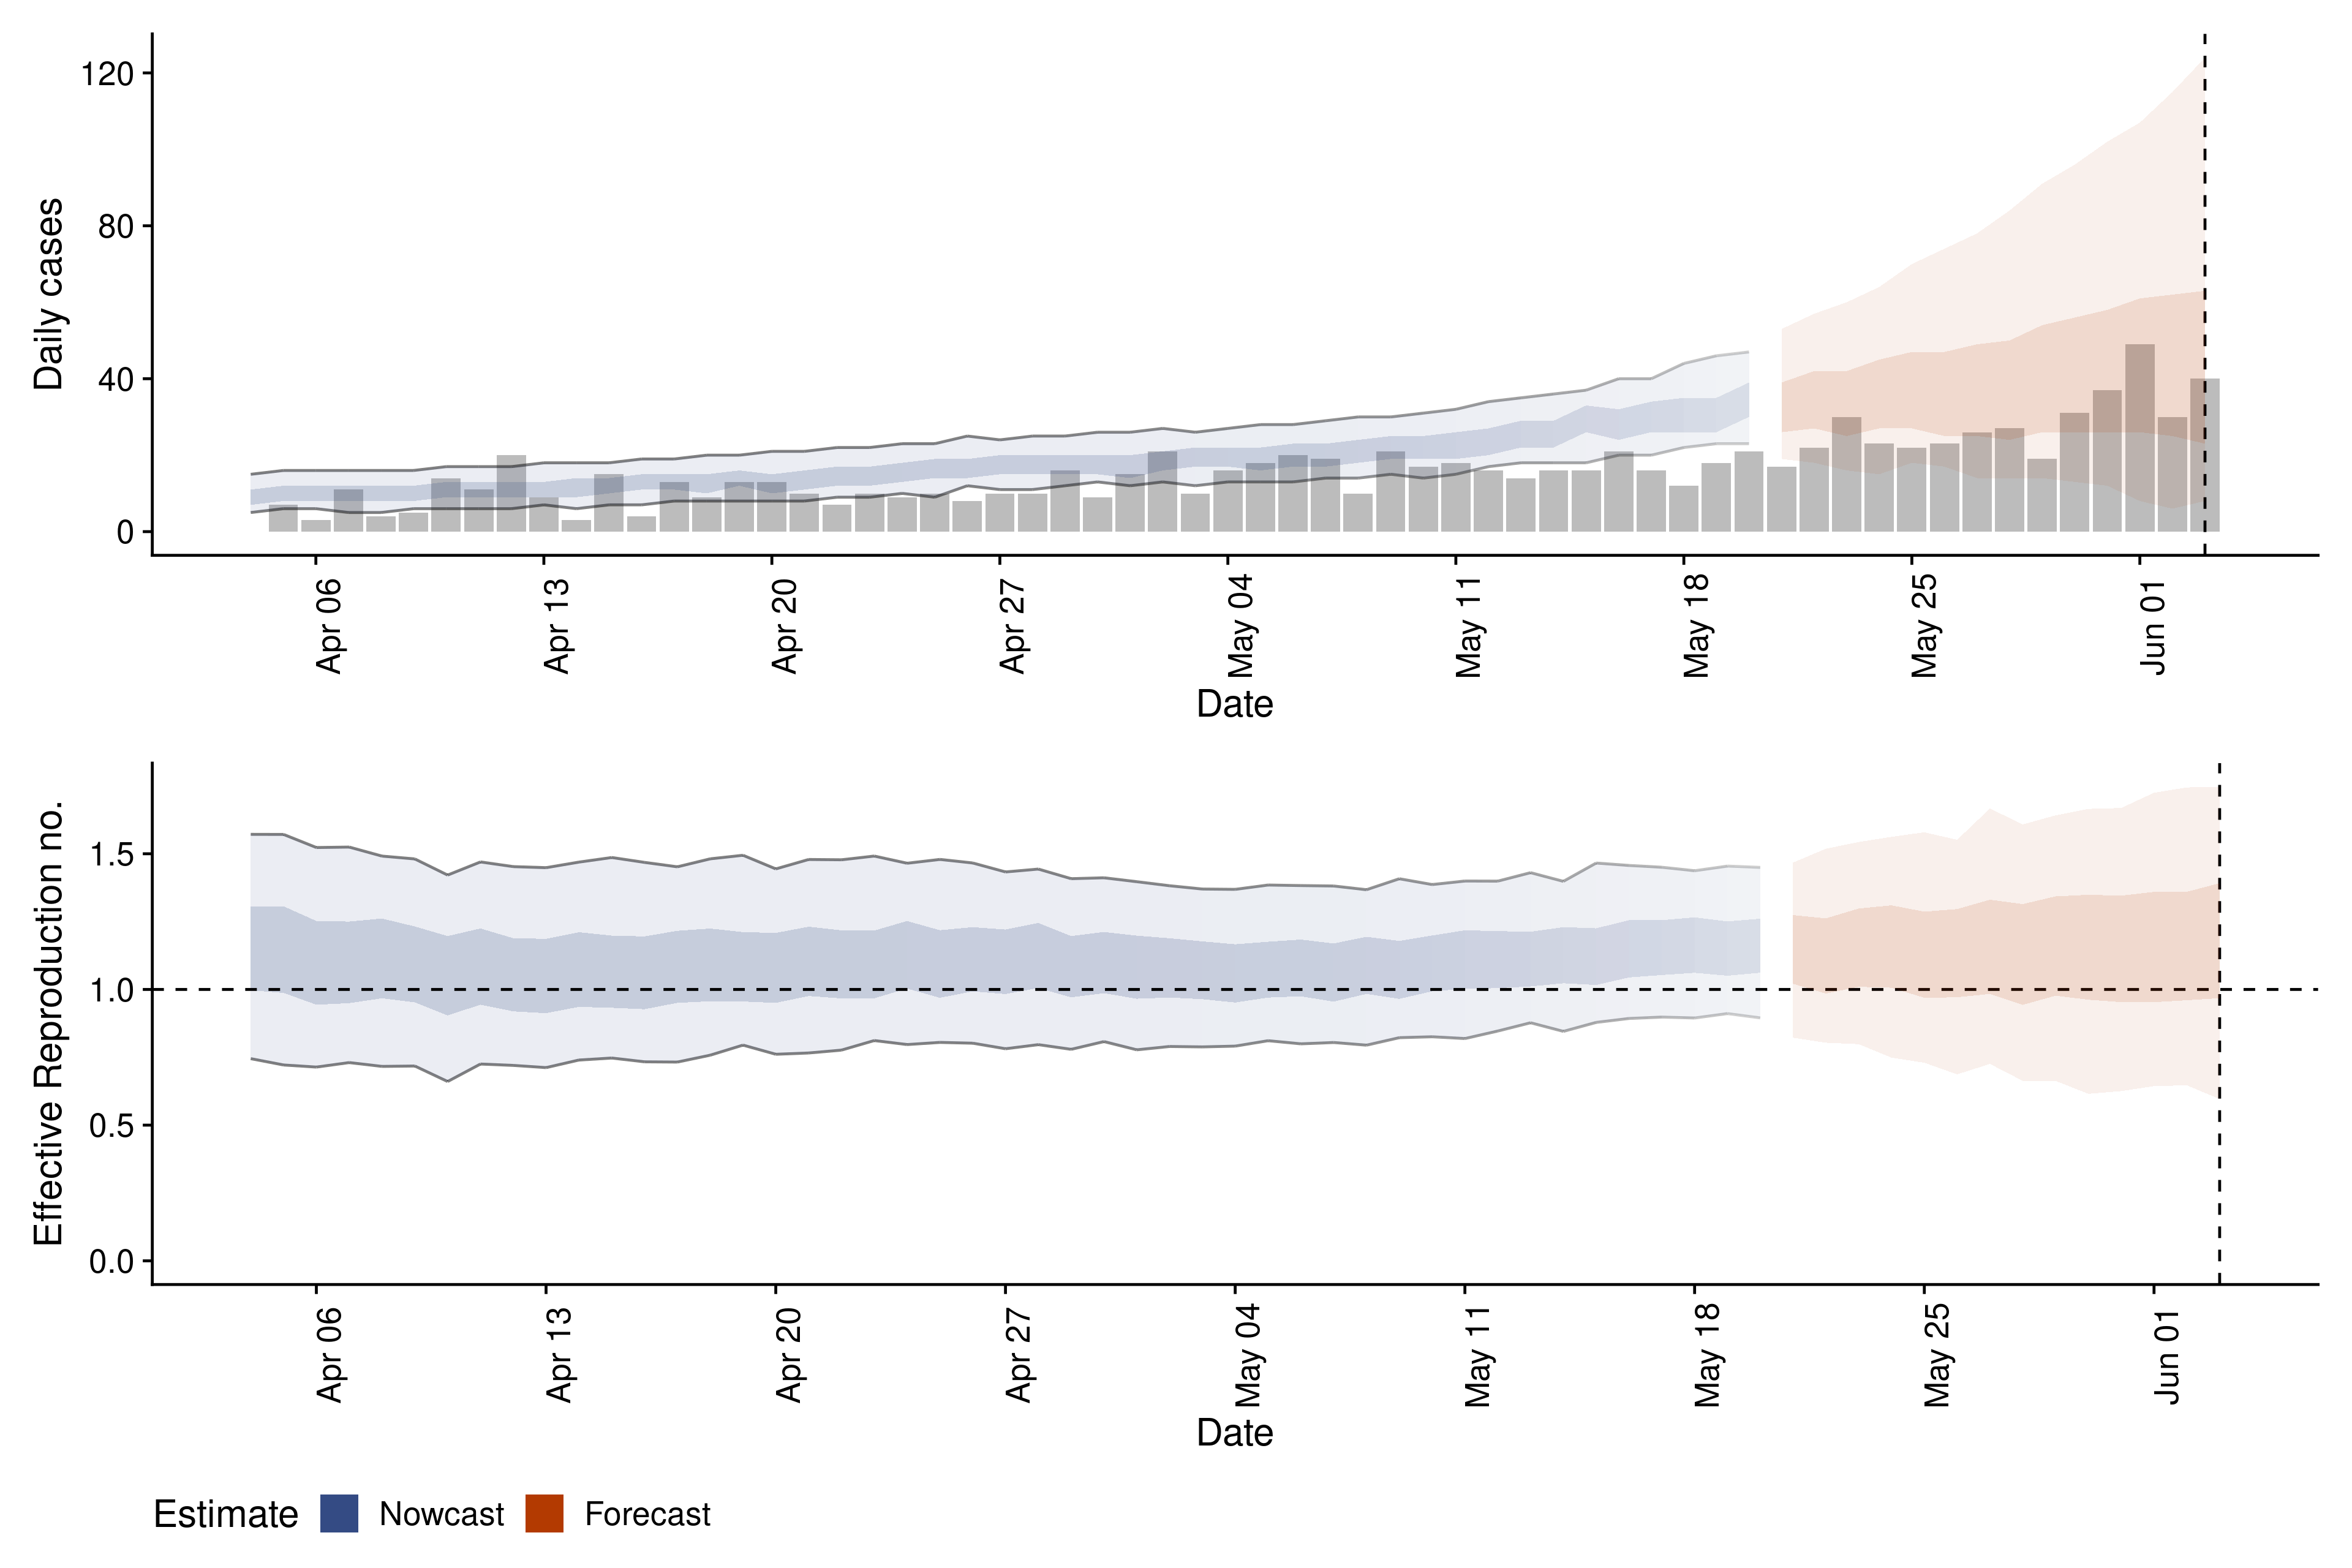 120
80
40
0
Daily cases
Apr 06
Apr 13
Apr 20
Apr 27
May 04
May 11
May 18
May 25
Jun 01
Date
1.5
1.0
0.5
0.0
Effective Reproduction no.
Apr 06
Apr 13
Apr 20
Apr 27
May 04
May 11
May 18
May 25
Jun 01
Date
Estimate Nowcast Forecast